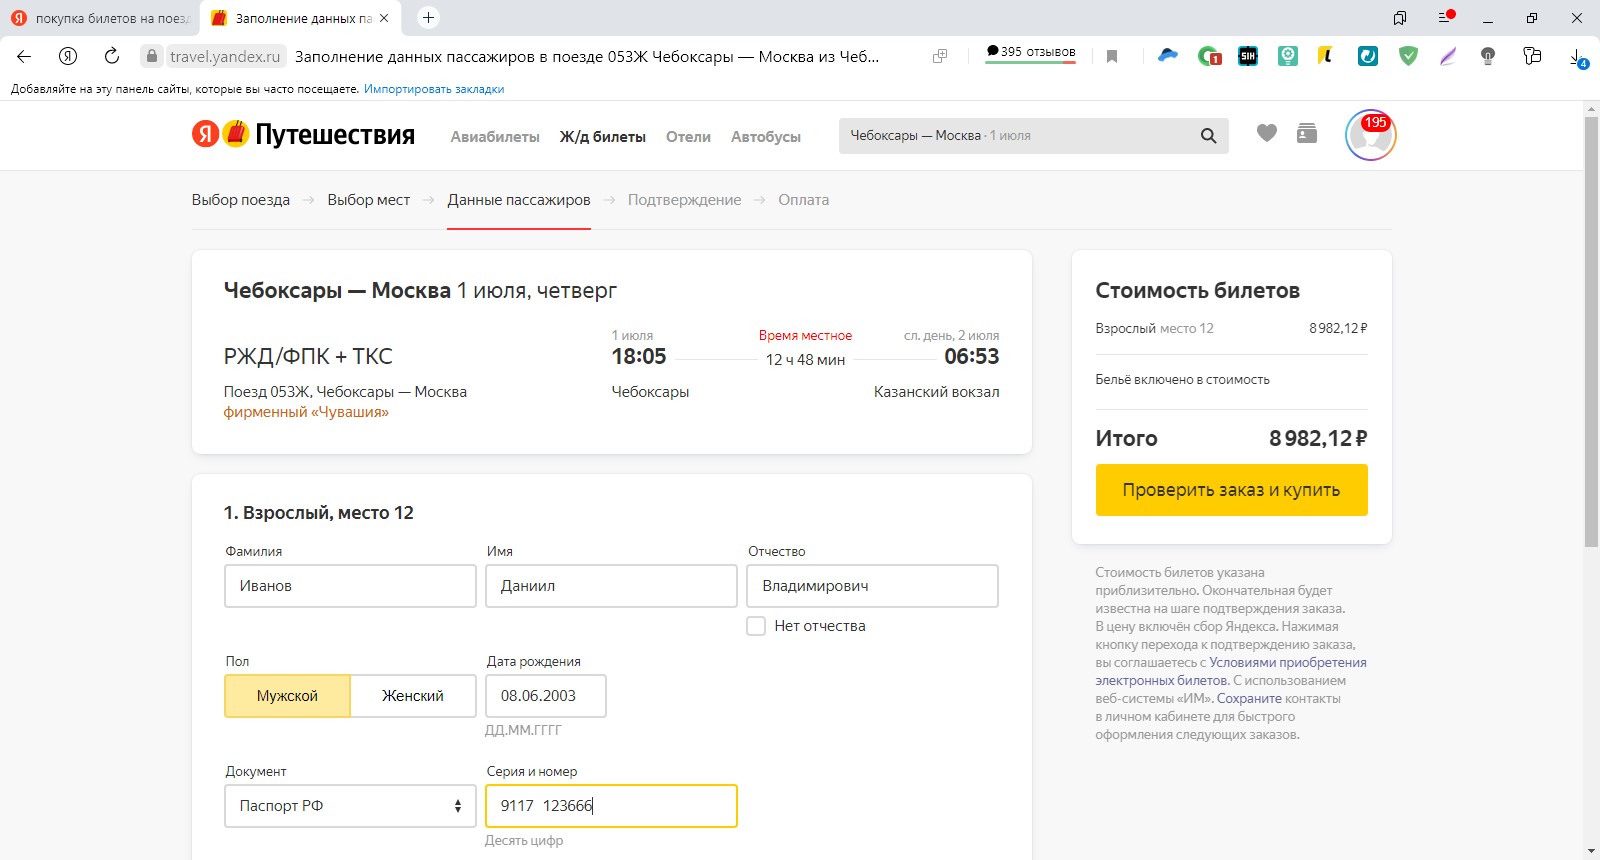 покупка билетов на поезд
Заполнение данных па
travel.yandex.ru Заполнение данных пассажиров в поезде 053Ж Чебоксары — Москва из Чеб...
395 отзывов
1
SIH
4
Добавляйте на эту панель сайты, которые вы часто посещаете. Импортировать закладки
Я Путешествия
Авиабилеты Ж/д билеты Отели Автобусы
Чебоксары — Москва · 1 июля
195
Выбор поезда → Выбор мест → Данные пассажиров → Подтверждение → Оплата
Чебоксары — Москва 1 июля, четверг
1 июля Время местное сл. день, 2 июля
РЖД/ФПК + ТКС 18:05 12 ч 48 мин 06:53
Поезд 053Ж, Чебоксары — Москва Чебоксары Казанский вокзал
фирменный «Чувашия»
1. Взрослый, место 12
Фамилия Имя Отчество
Иванов Даниил Владимирович
Нет отчества
Пол Дата рождения
Мужской Женский 08.06.2003
ДД.ММ.ГГГГ
Документ Серия и номер
Паспорт РФ 9117 123666
Десять цифр
Стоимость билетов
Взрослый место 12 8 982,12 ₽
Бельё включено в стоимость
Итого 8 982,12 ₽
Проверить заказ и купить
Стоимость билетов указана
приблизительно. Окончательная будет
известна на шаге подтверждения заказа.
В цену включён сбор Яндекса. Нажимая
кнопку перехода к подтверждению заказа,
вы соглашаетесь с Условиями приобретения
электронных билетов. С использованием
веб-системы «ИМ». Сохраните контакты
в личном кабинете для быстрого
оформления следующих заказов.